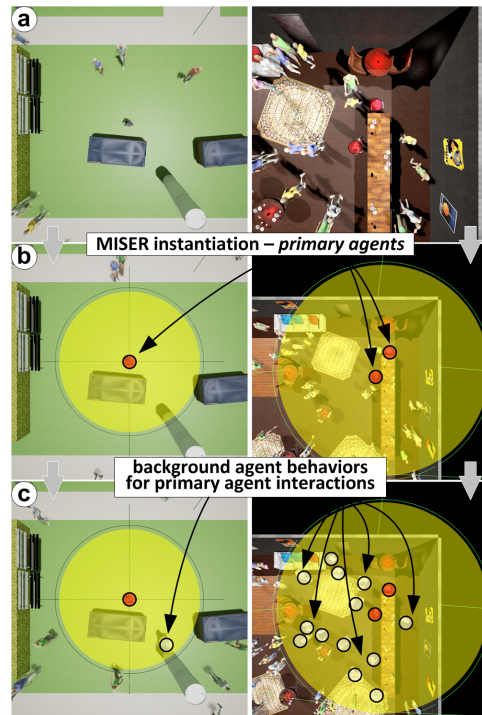 a
MISER instantiation – primary agents
b
background agent behaviors
for primary agent interactions
c